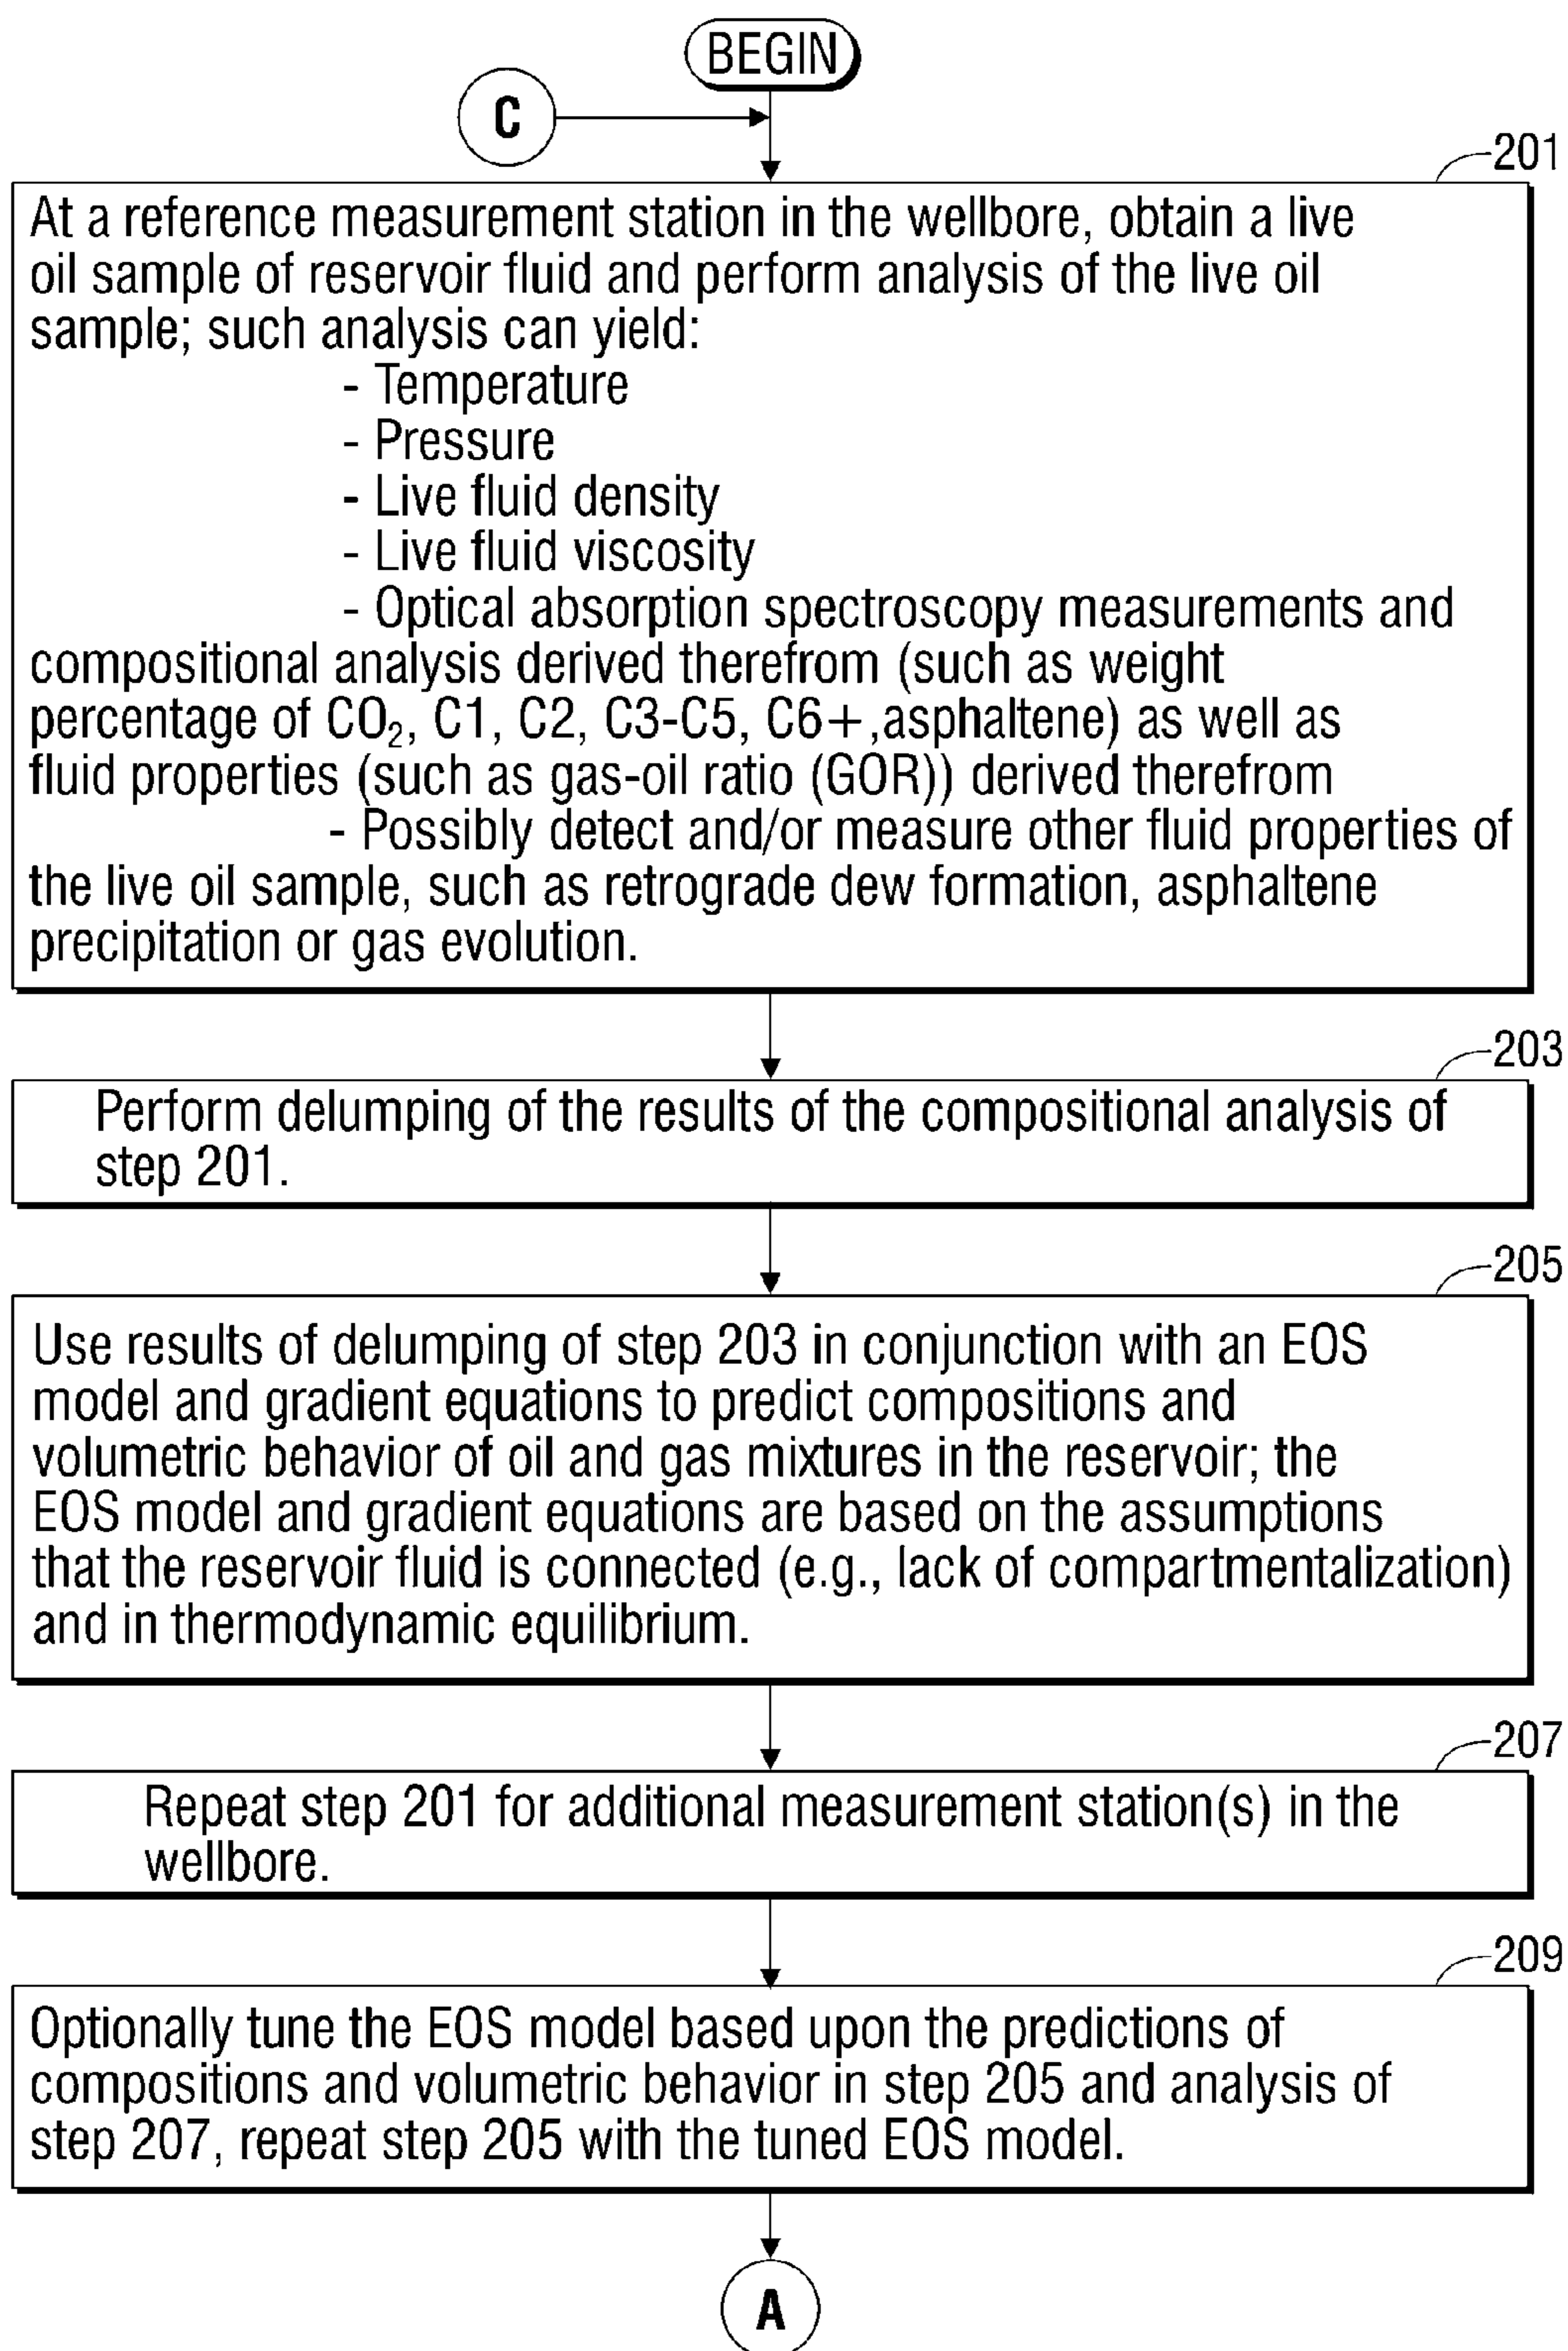 BEGIN
C
201
At a reference measurement station in the wellbore, obtain a live
oil sample of reservoir fluid and perform analysis of the live oil
sample; such analysis can yield:
- Temperature
- Pressure
- Live fluid density
- Live fluid viscosity
- Optical absorption spectroscopy measurements and
compositional analysis derived therefrom (such as weight
percentage of CO₂, C1, C2, C3-C5, C6+,asphaltene) as well as
fluid properties (such as gas-oil ratio (GOR)) derived therefrom
- Possibly detect and/or measure other fluid properties of
the live oil sample, such as retrograde dew formation, asphaltene
precipitation or gas evolution.
203
Perform delumping of the results of the compositional analysis of
step 201.
205
Use results of delumping of step 203 in conjunction with an EOS
model and gradient equations to predict compositions and
volumetric behavior of oil and gas mixtures in the reservoir; the
EOS model and gradient equations are based on the assumptions
that the reservoir fluid is connected (e.g., lack of compartmentalization)
and in thermodynamic equilibrium.
207
Repeat step 201 for additional measurement station(s) in the
wellbore.
209
Optionally tune the EOS model based upon the predictions of
compositions and volumetric behavior in step 205 and analysis of
step 207, repeat step 205 with the tuned EOS model.
A